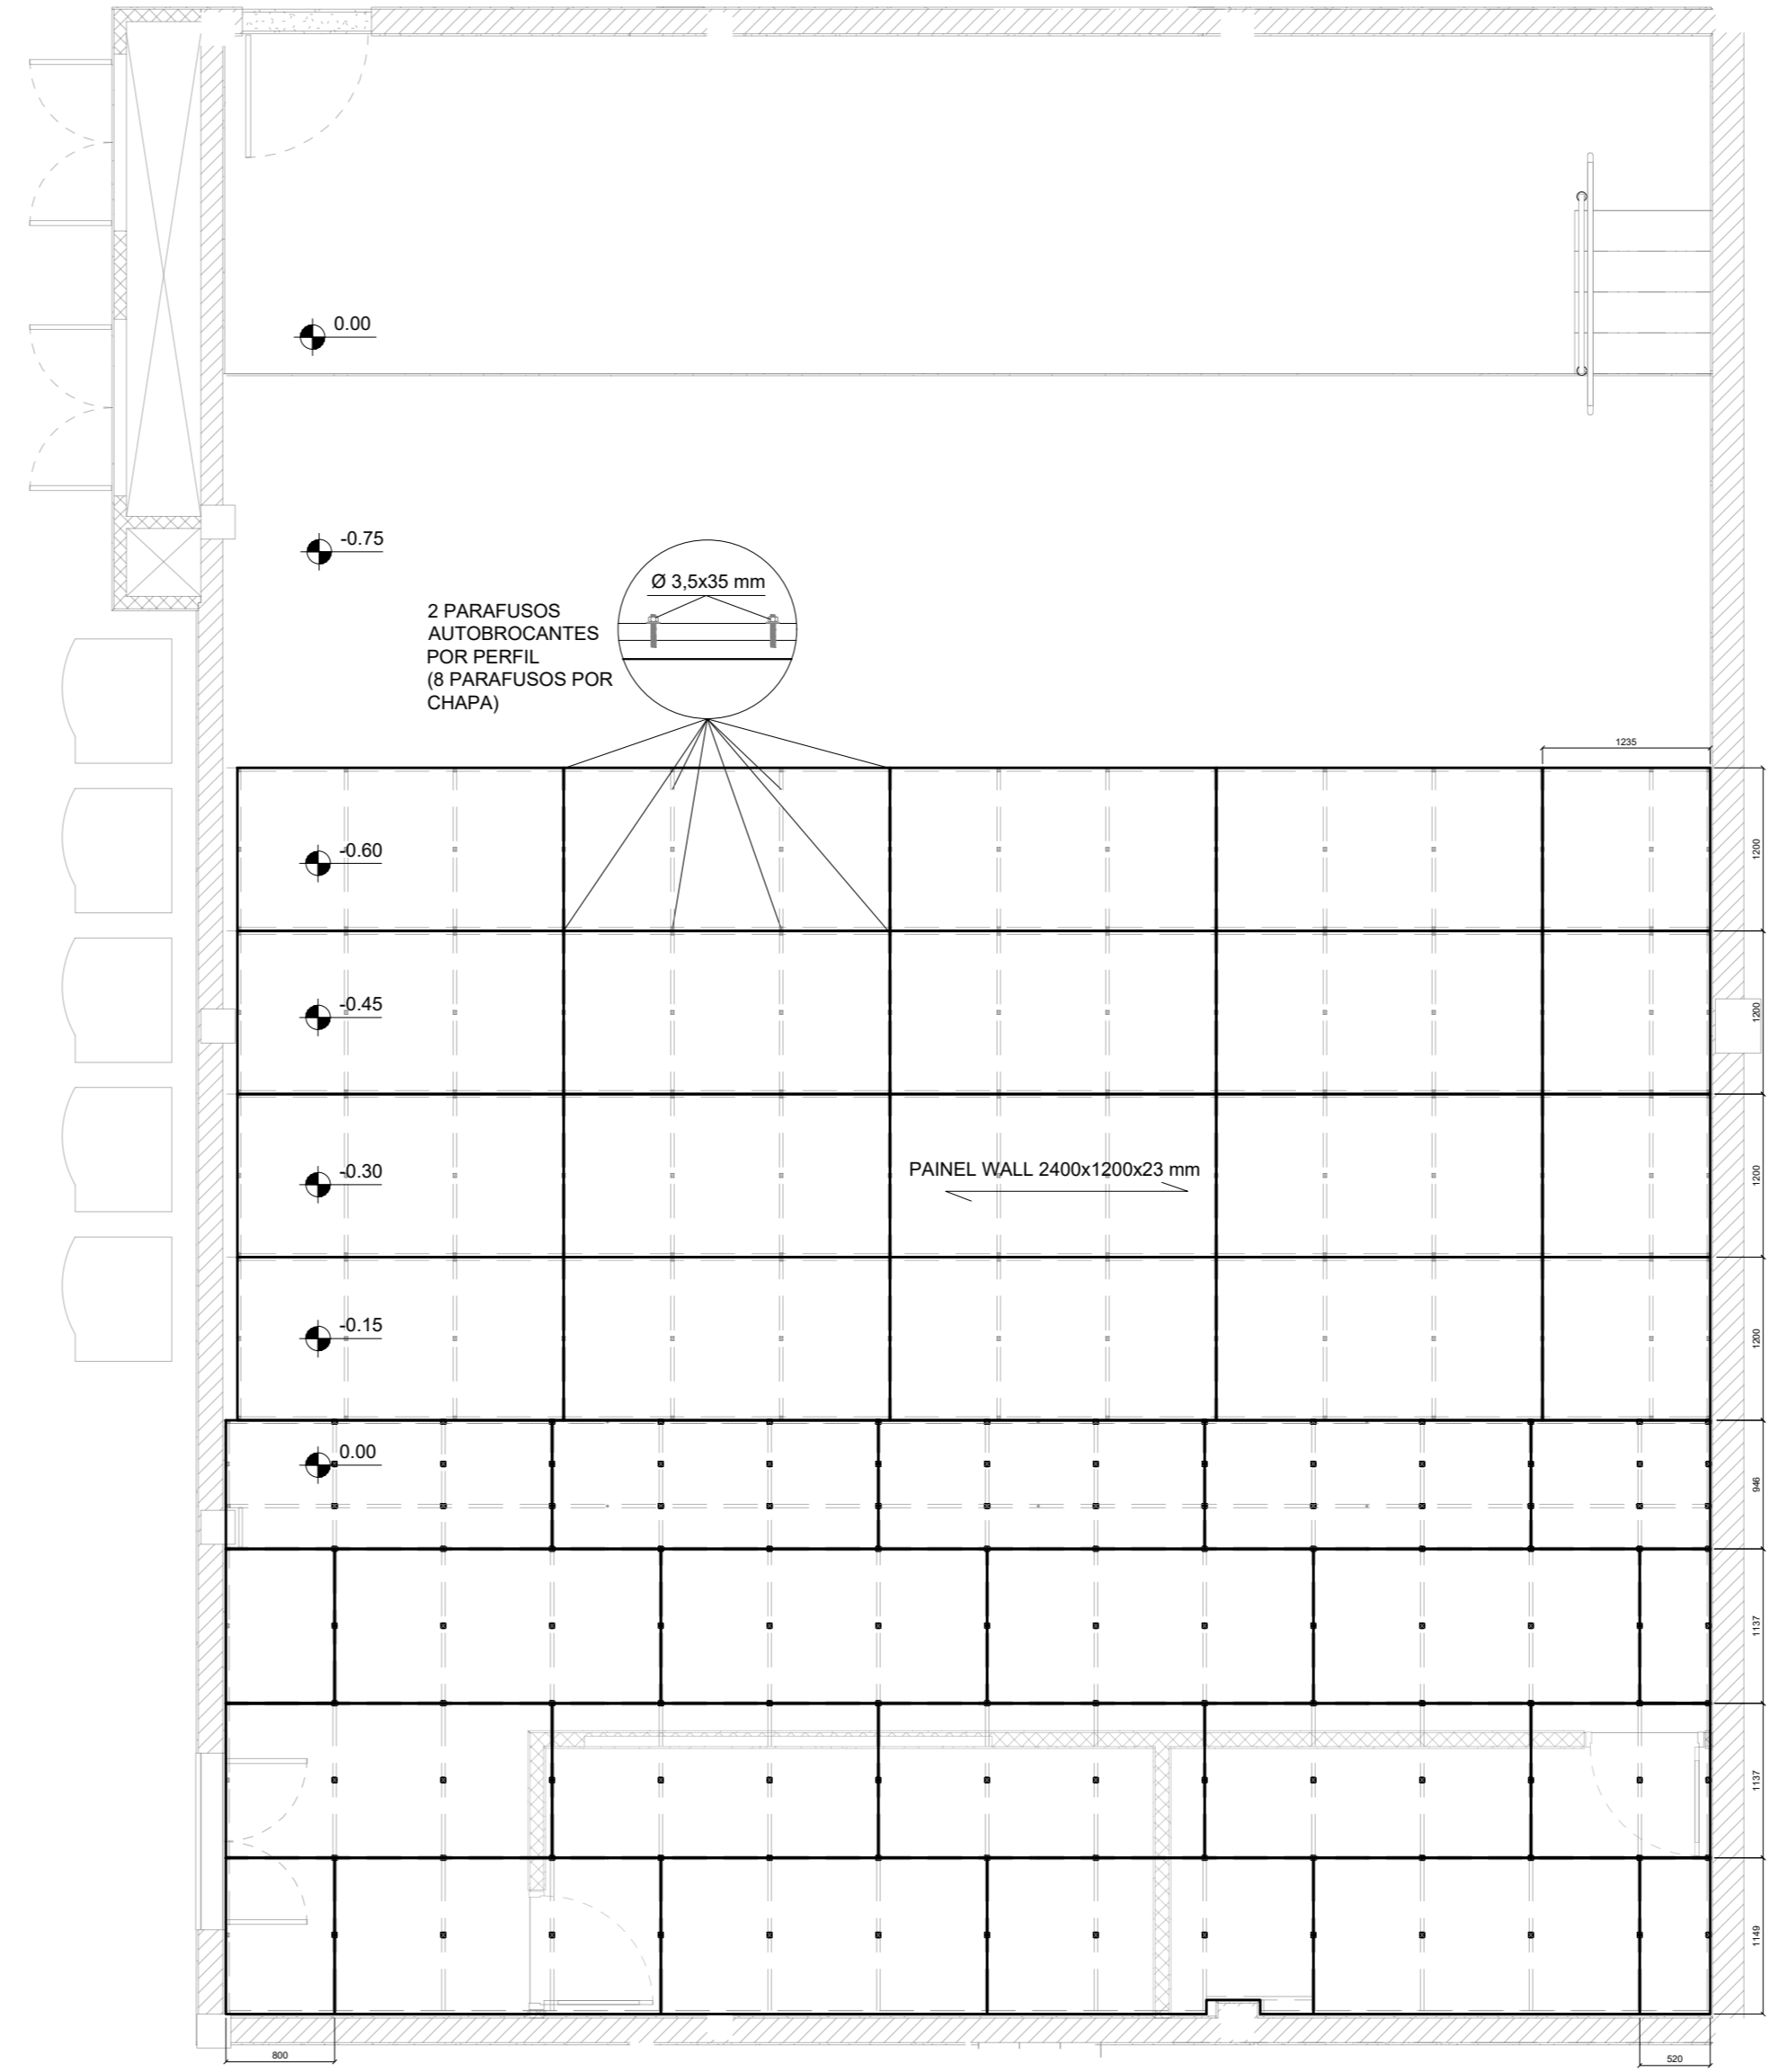 0.00
-0.75
Ø 3,5x35 mm
2 PARAFUSOS
AUTOBROCANTES
POR PERFIL
(8 PARAFUSOS POR
CHAPA)
1235
-0.60
1200
-0.45
1200
-0.30
PAINEL WALL 2400x1200x23 mm
1200
-0.15
1200
0.00
946
1137
1137
1149
800
520